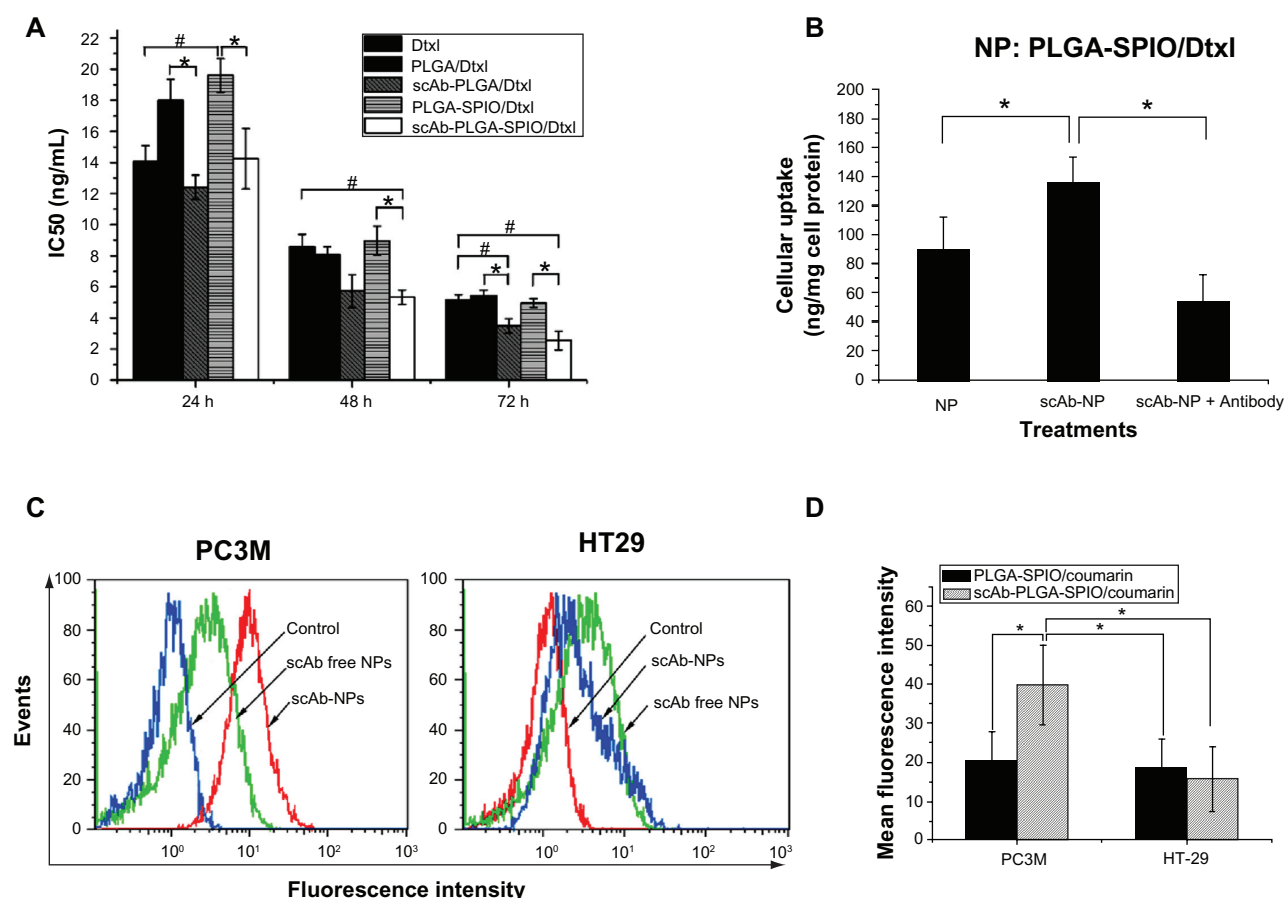 A
22
20
18
16
14
12
10
8
6
4
2
0
IC50 (ng/mL)
#
*
*
#
*
#
#
*
*
Dtxl
PLGA/Dtxl
scAb-PLGA/Dtxl
PLGA-SPIO/Dtxl
scAb-PLGA-SPIO/Dtxl
24 h
48 h
72 h
B
NP: PLGA-SPIO/Dtxl
200
180
160
140
120
100
80
60
40
20
0
Cellular uptake
(ng/mg cell protein)
*
*
NP
scAb-NP
scAb-NP + Antibody
Treatments
C
PC3M
100
80
60
40
20
0
Events
Control
scAb free NPs
scAb-NPs
10⁰
10¹
10²
10³
HT29
100
80
60
40
20
0
Control
scAb-NPs
scAb free NPs
10⁰
10¹
10²
10³
Fluorescence intensity
D
PLGA-SPIO/coumarin
scAb-PLGA-SPIO/coumarin
60
50
40
30
20
10
0
Mean fluorescence intensity
*
*
*
PC3M
HT-29